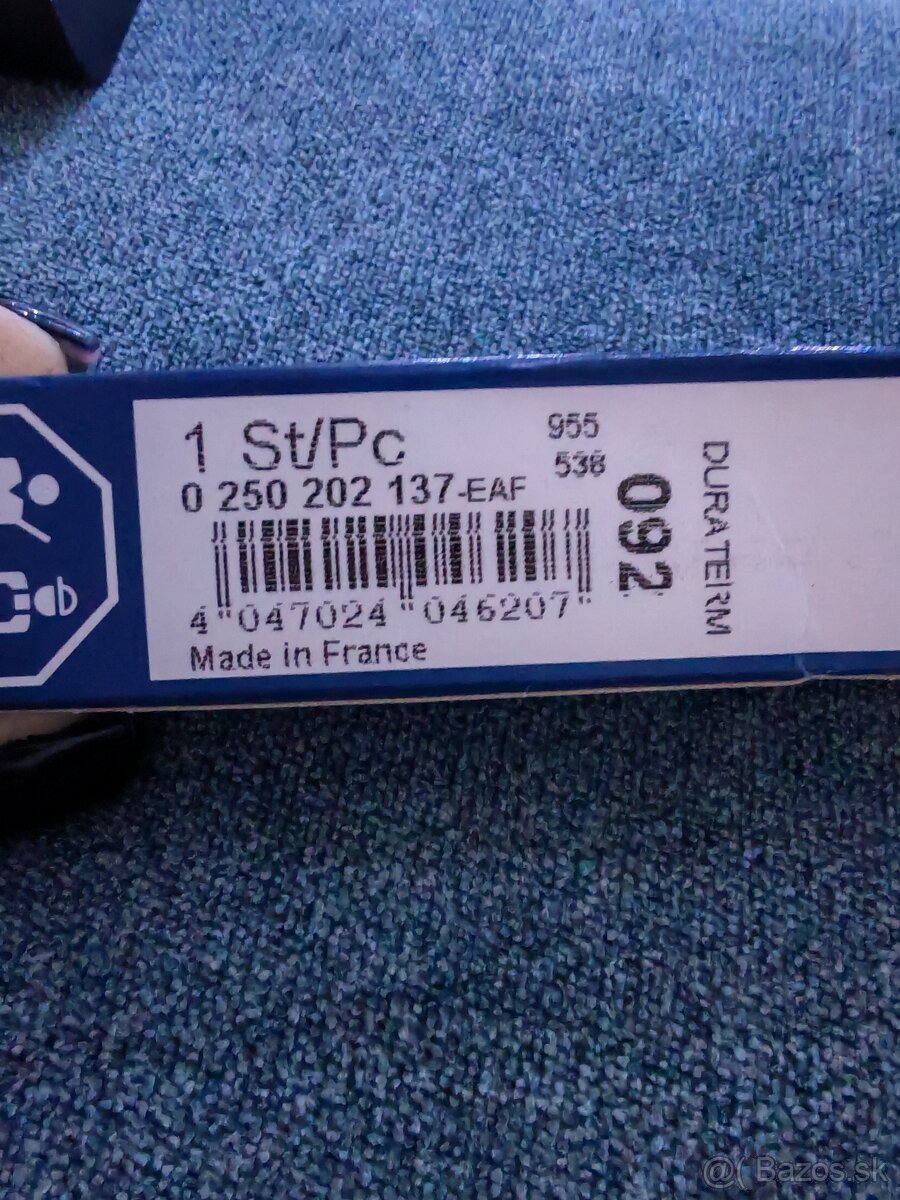 1 St/Pc
955
538
0 250 202 137-EAF
4 047024 046207
Made in France
092
DURATERM
@( Bazos.sk